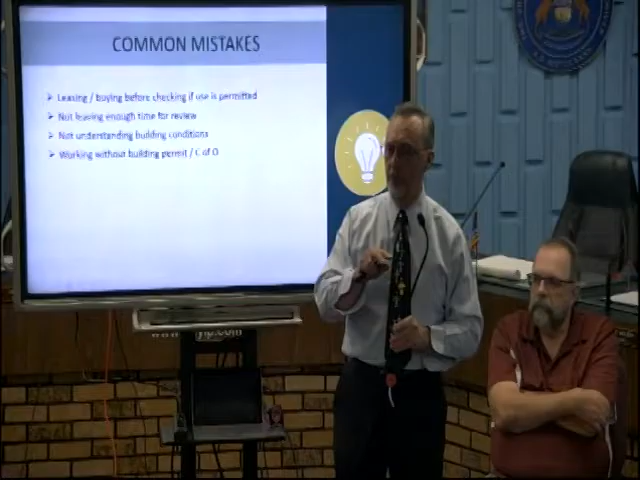 COMMON MISTAKES
➢ Leasing / buying before checking if use is permitted
➢ Not leaving enough time for review
➢ Not understanding building conditions
➢ Working without building permit / C of O